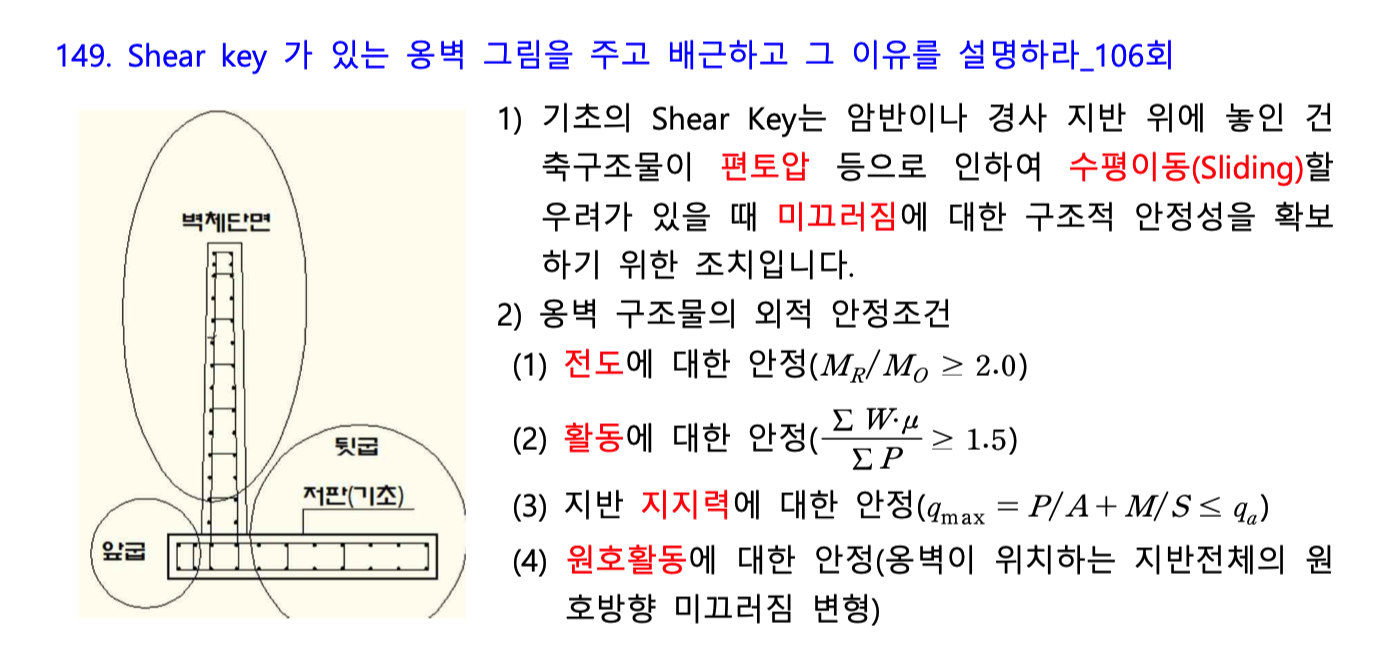 149. Shear key 가 있는 옹벽 그림을 주고 배근하고 그 이유를 설명하라_106회
벽체단면
뒷굽
저판(기초)
앞굽
1) 기초의 Shear Key는 암반이나 경사 지반 위에 놓인 건
축구조물이 편토압 등으로 인하여 수평이동(Sliding)할
우려가 있을 때 미끄러짐에 대한 구조적 안정성을 확보
하기 위한 조치입니다.
2) 옹벽 구조물의 외적 안정조건
(1) 전도에 대한 안정(M_R/M_O ≥ 2.0)
(2) 활동에 대한 안정(Σ W·μ / Σ P ≥ 1.5)
(3) 지반 지지력에 대한 안정(q_max = P/A + M/S ≤ q_a)
(4) 원호활동에 대한 안정(옹벽이 위치하는 지반전체의 원
호방향 미끄러짐 변형)